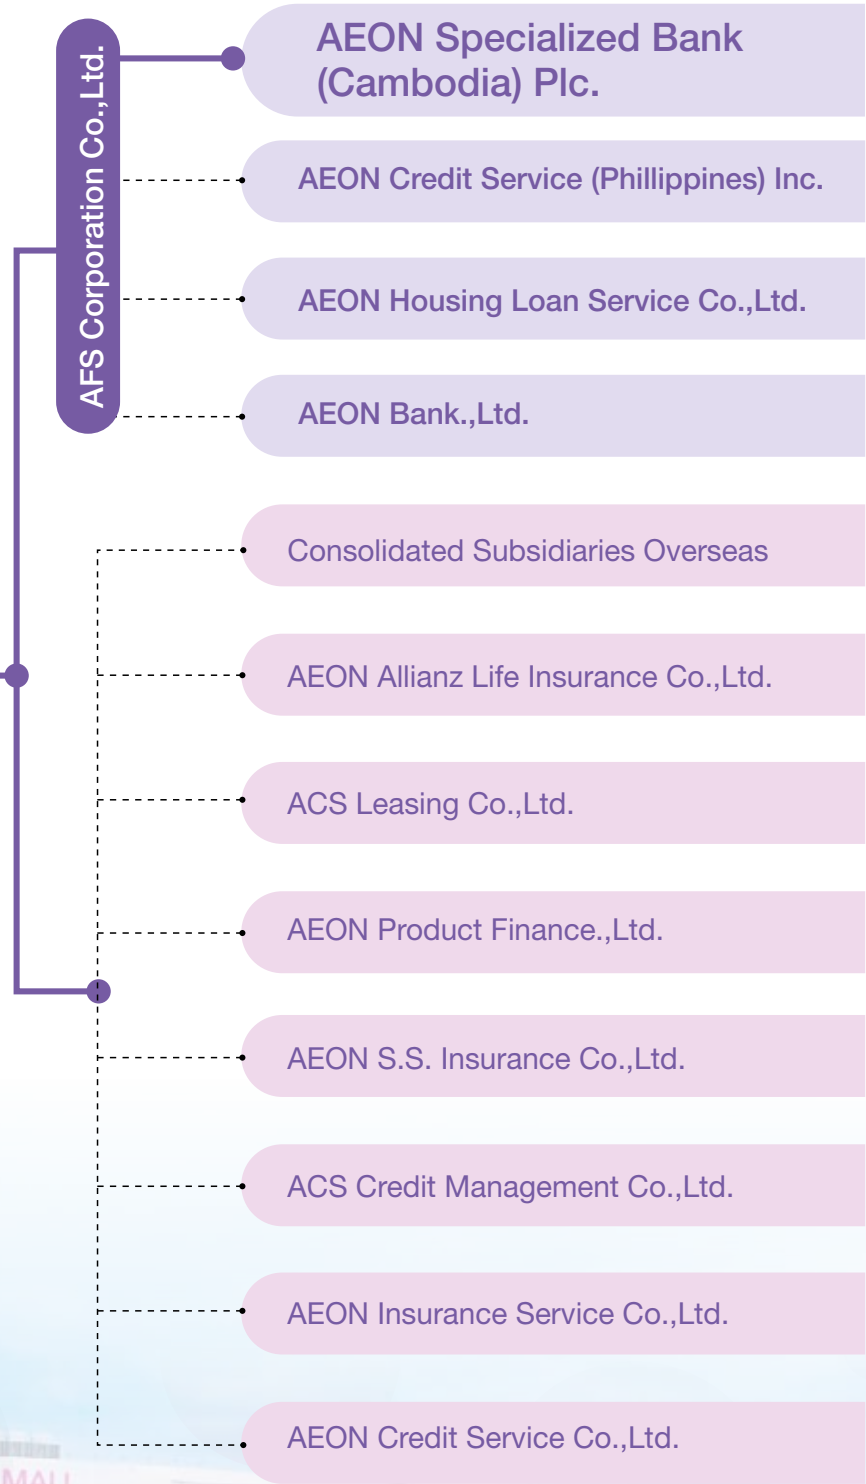 AFS Corporation Co.,Ltd.
AEON Specialized Bank
(Cambodia) Plc.
AEON Credit Service (Phillippines) Inc.
AEON Housing Loan Service Co.,Ltd.
AEON Bank.,Ltd.
Consolidated Subsidiaries Overseas
AEON Allianz Life Insurance Co.,Ltd.
ACS Leasing Co.,Ltd.
AEON Product Finance.,Ltd.
AEON S.S. Insurance Co.,Ltd.
ACS Credit Management Co.,Ltd.
AEON Insurance Service Co.,Ltd.
AEON Credit Service Co.,Ltd.
MALL